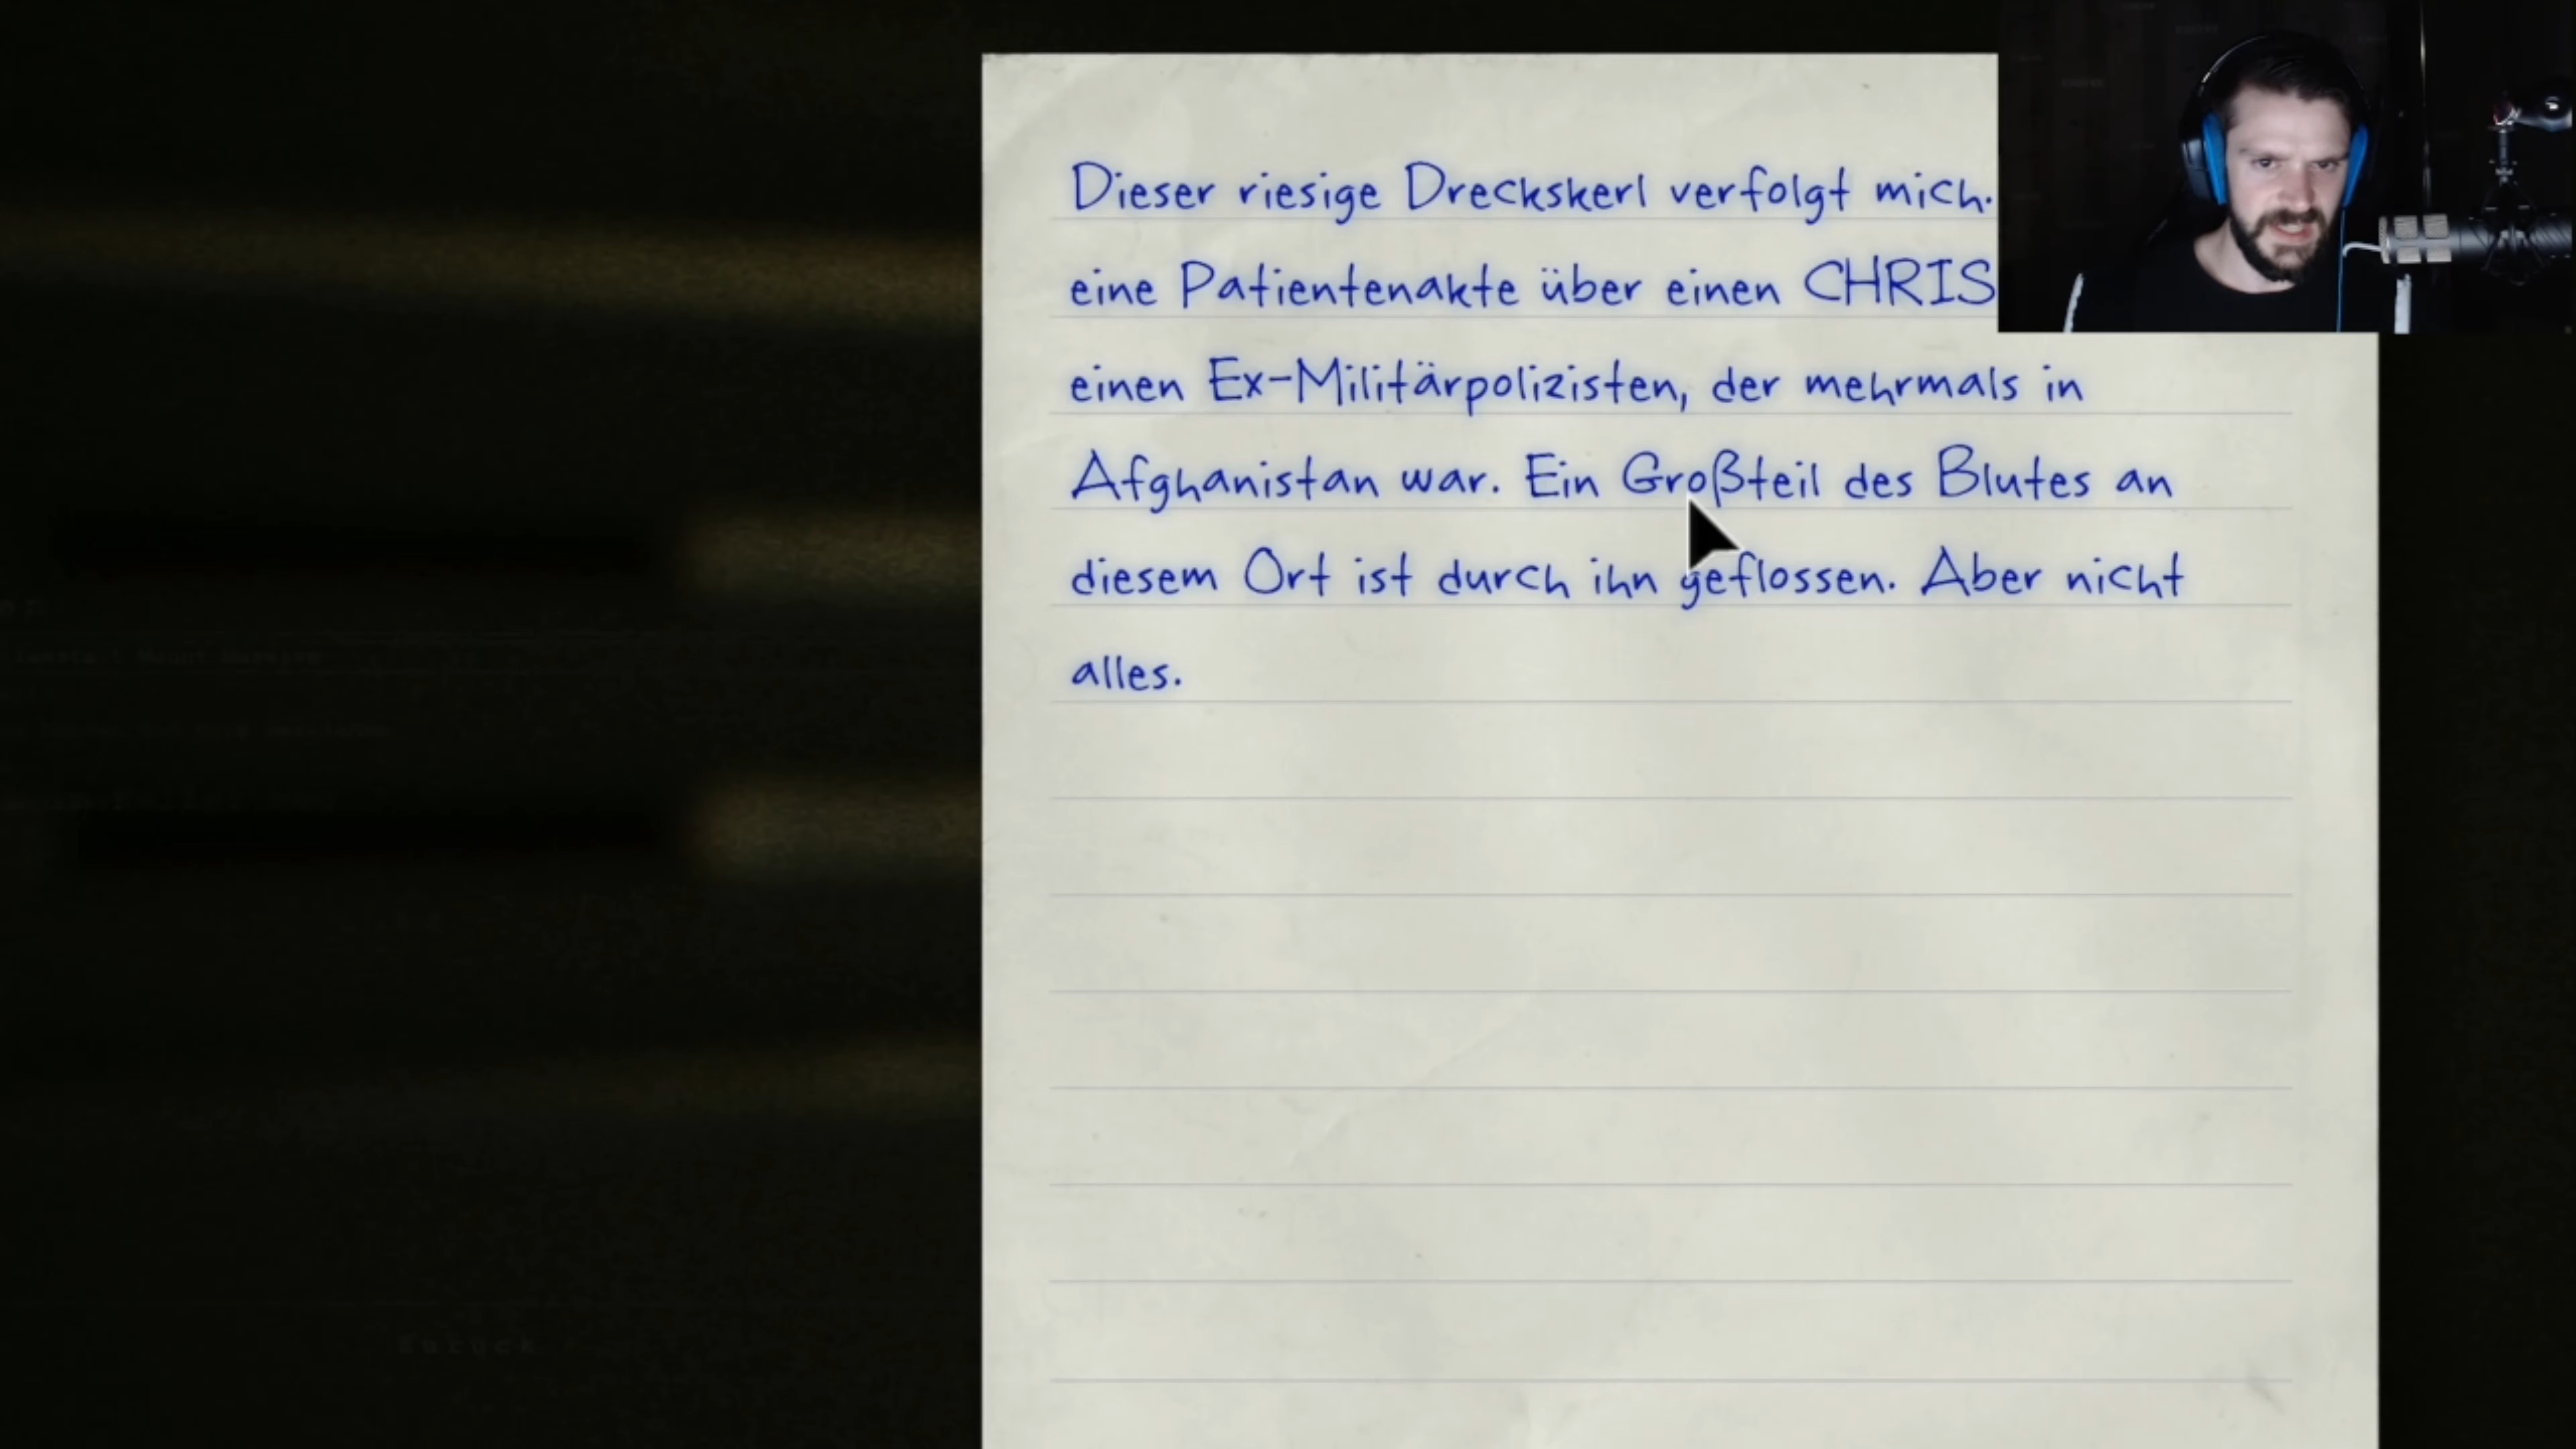 Dieser riesige Dreckskerl verfolgt mich.
eine Patientenakte über einen CHRIS
einen Ex-Militärpolizisten, der mehrmals in
Afghanistan war. Ein Großteil des Blutes an
diesem Ort ist durch ihn geflossen. Aber nicht
alles.